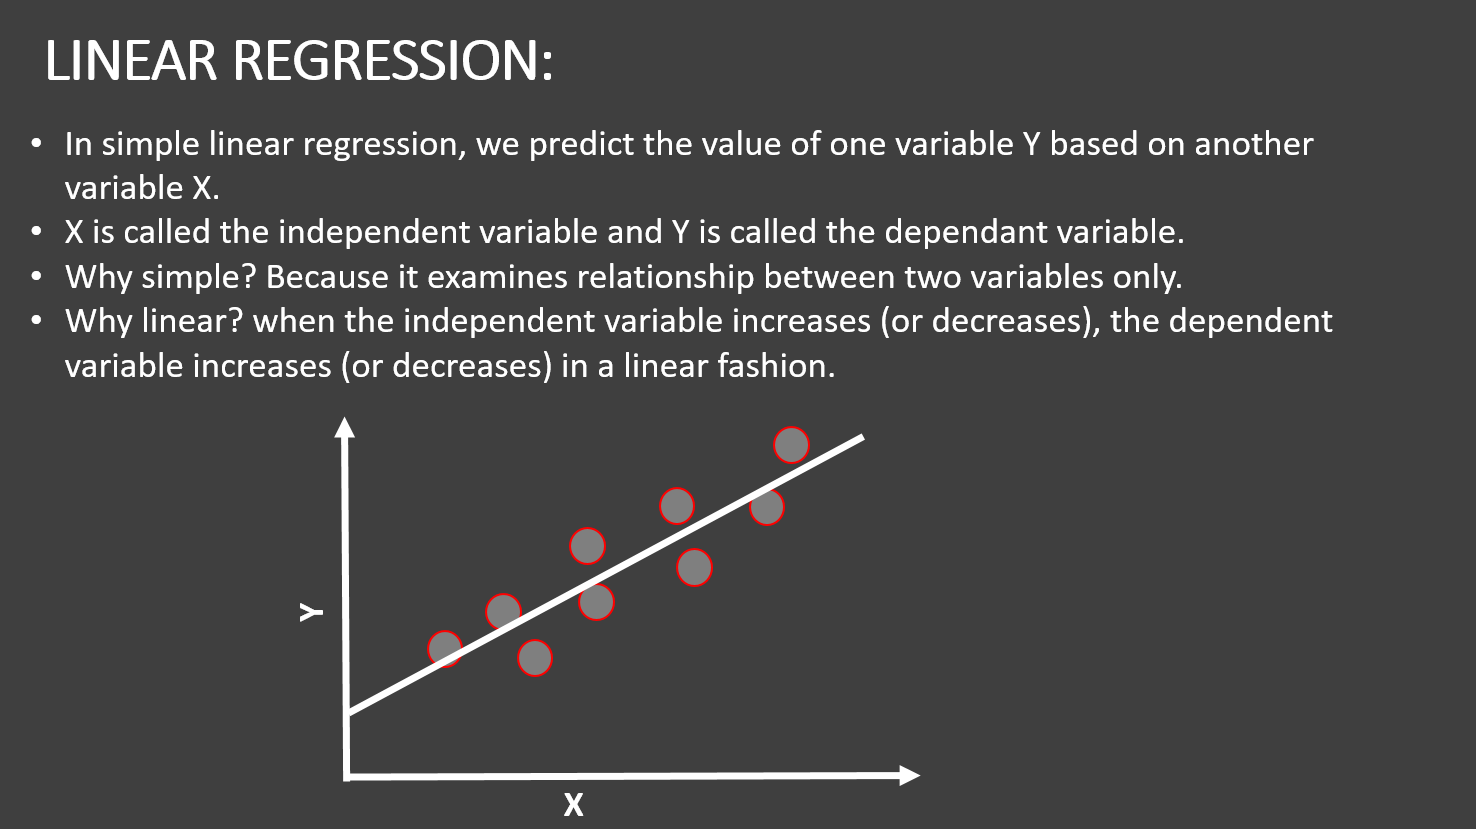 LINEAR REGRESSION:
• In simple linear regression, we predict the value of one variable Y based on another
variable X.
• X is called the independent variable and Y is called the dependant variable.
• Why simple? Because it examines relationship between two variables only.
• Why linear? when the independent variable increases (or decreases), the dependent
variable increases (or decreases) in a linear fashion.
Y
X